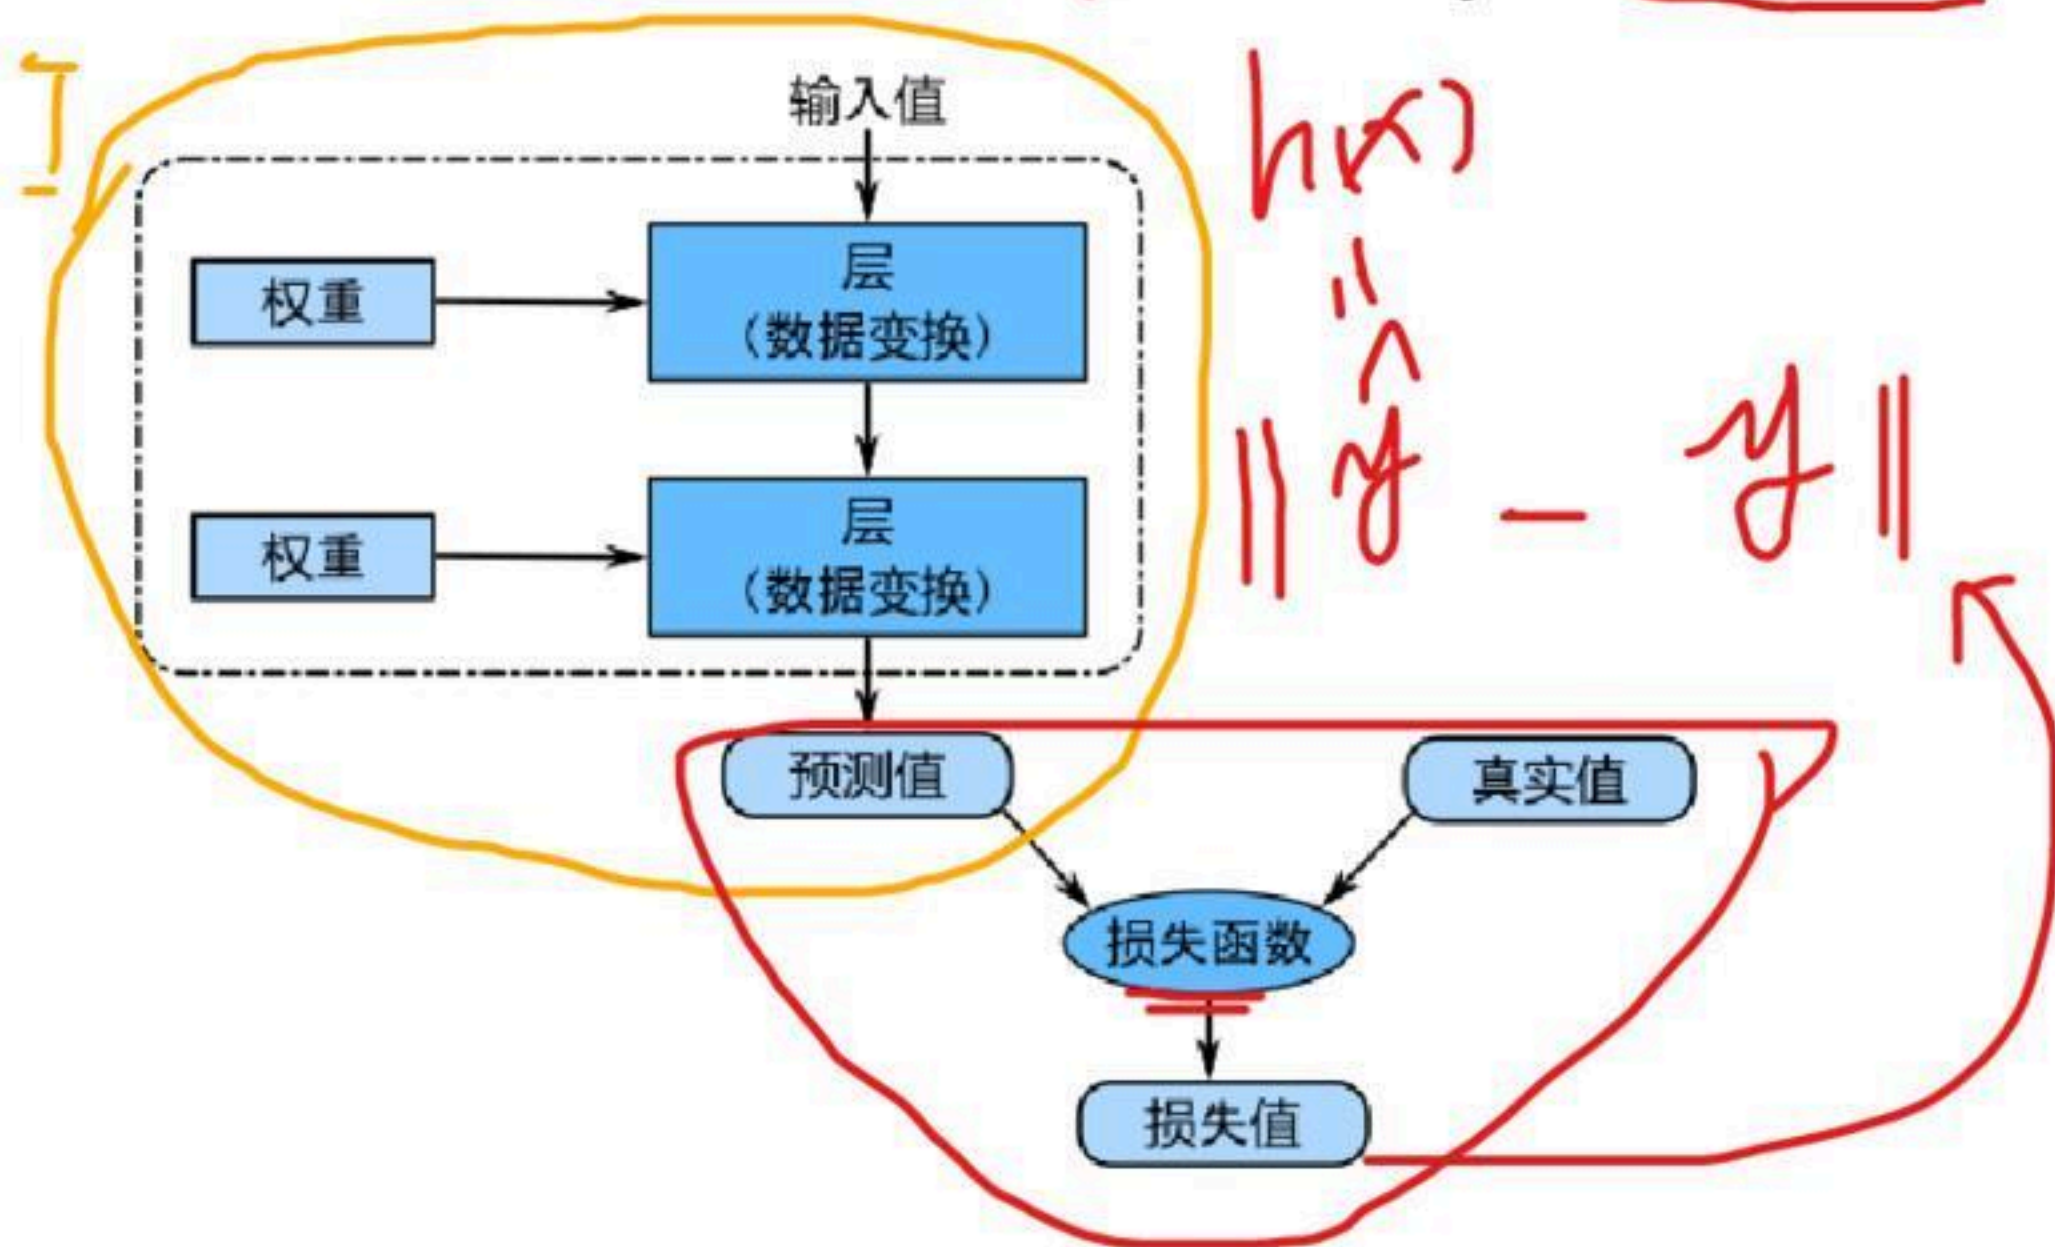 I
输入值
h(x)
权重
层
(数据变换)
=
权重
层
(数据变换)
‖ŷ - y‖
预测值
真实值
损失函数
损失值